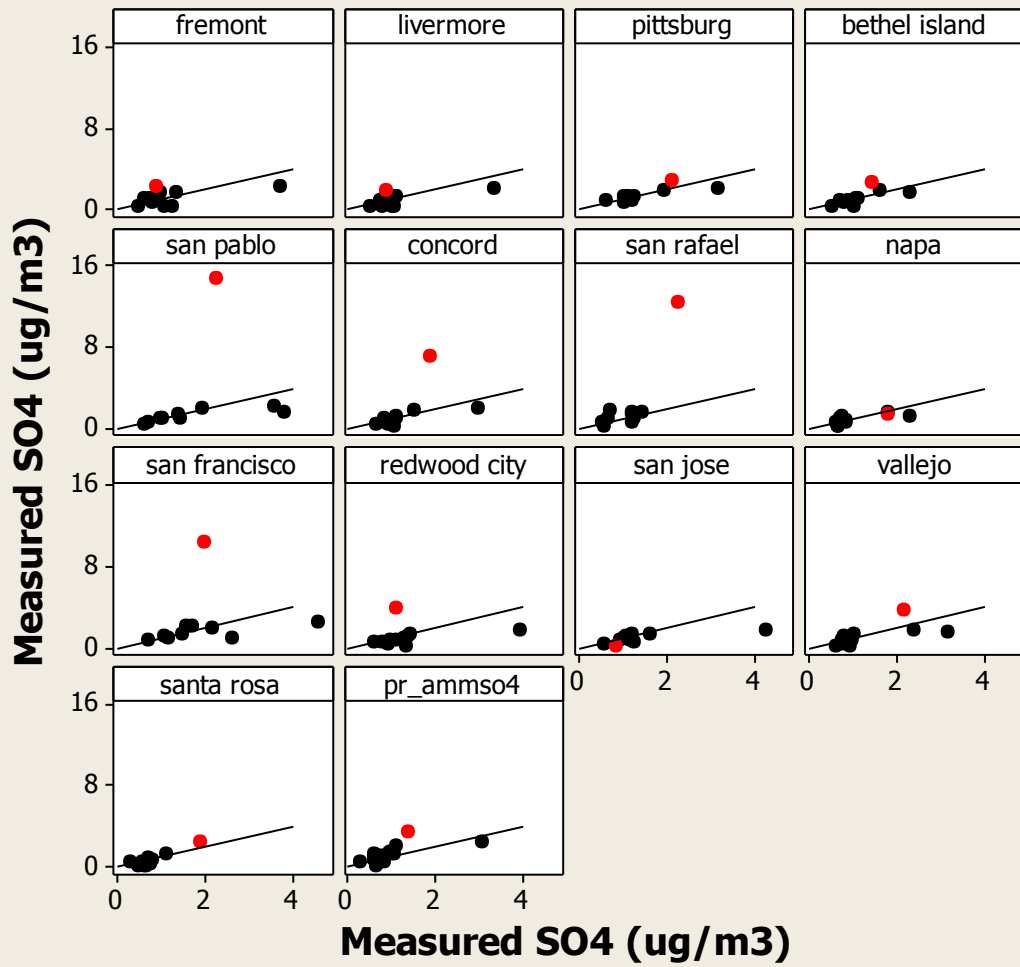 fremont livermore pittsburg bethel island
16
8
0
san pablo concord san rafael napa
16
8
0
san francisco redwood city san jose vallejo
16
8
0
0 2 4 0 2 4
santa rosa pr_ammso4
16
8
0
0 2 4 0 2 4
Measured SO4 (ug/m3)
Measured SO4 (ug/m3)